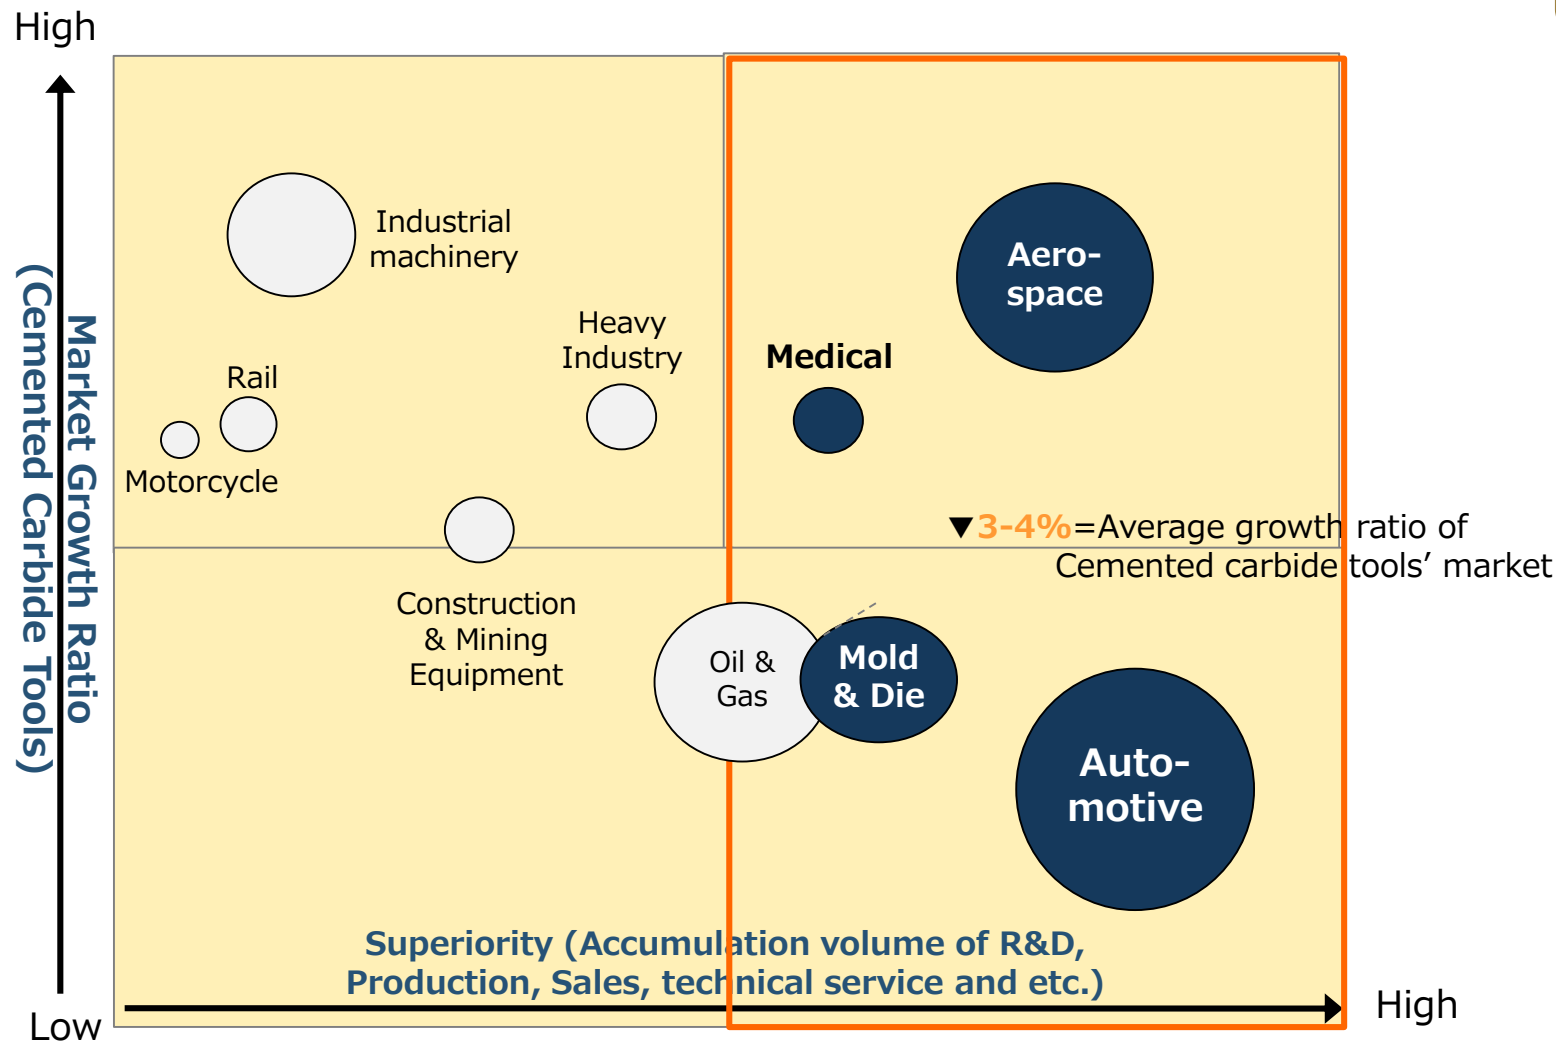 High
Market Growth Ratio
(Cemented Carbide Tools)
Industrial
machinery
Aero-
space
Heavy
Industry
Medical
Rail
Motorcycle
▼3-4%=Average growth ratio of
Cemented carbide tools’ market
Construction
& Mining
Equipment
Oil &
Gas
Mold
& Die
Auto-
motive
Superiority (Accumulation volume of R&D,
Production, Sales, technical service and etc.)
High
Low